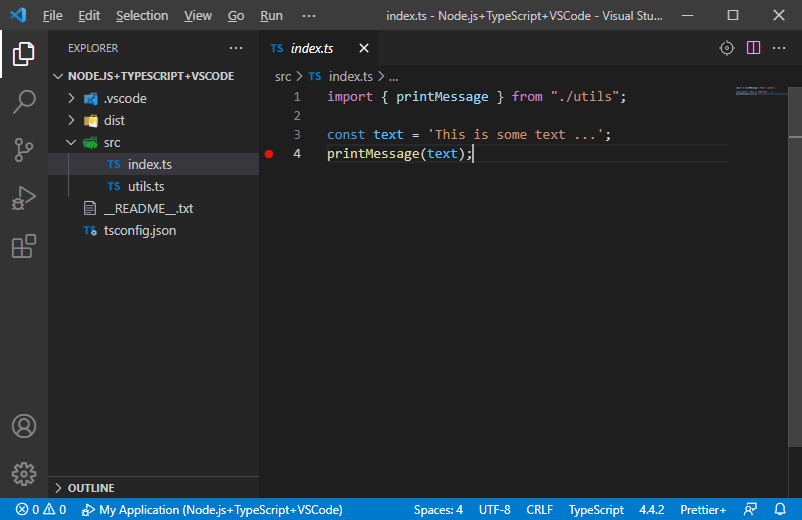 File Edit Selection View Go Run ··· index.ts - Node.js+TypeScript+VSCode - Visual Stu...
EXPLORER ···
TS index.ts
NODEJS+TYPESCRIPT+VSCODE
.vscode
dist
src
TS index.ts
TS utils.ts
__README__.txt
TS tsconfig.json
OUTLINE
src > TS index.ts > ...
1 import { printMessage } from "./utils";
2
3 const text = 'This is some text ...';
4 printMessage(text);
0 0 My Application (Node.js+TypeScript+VSCode) Spaces: 4 UTF-8 CRLF TypeScript 4.4.2 Prettier+